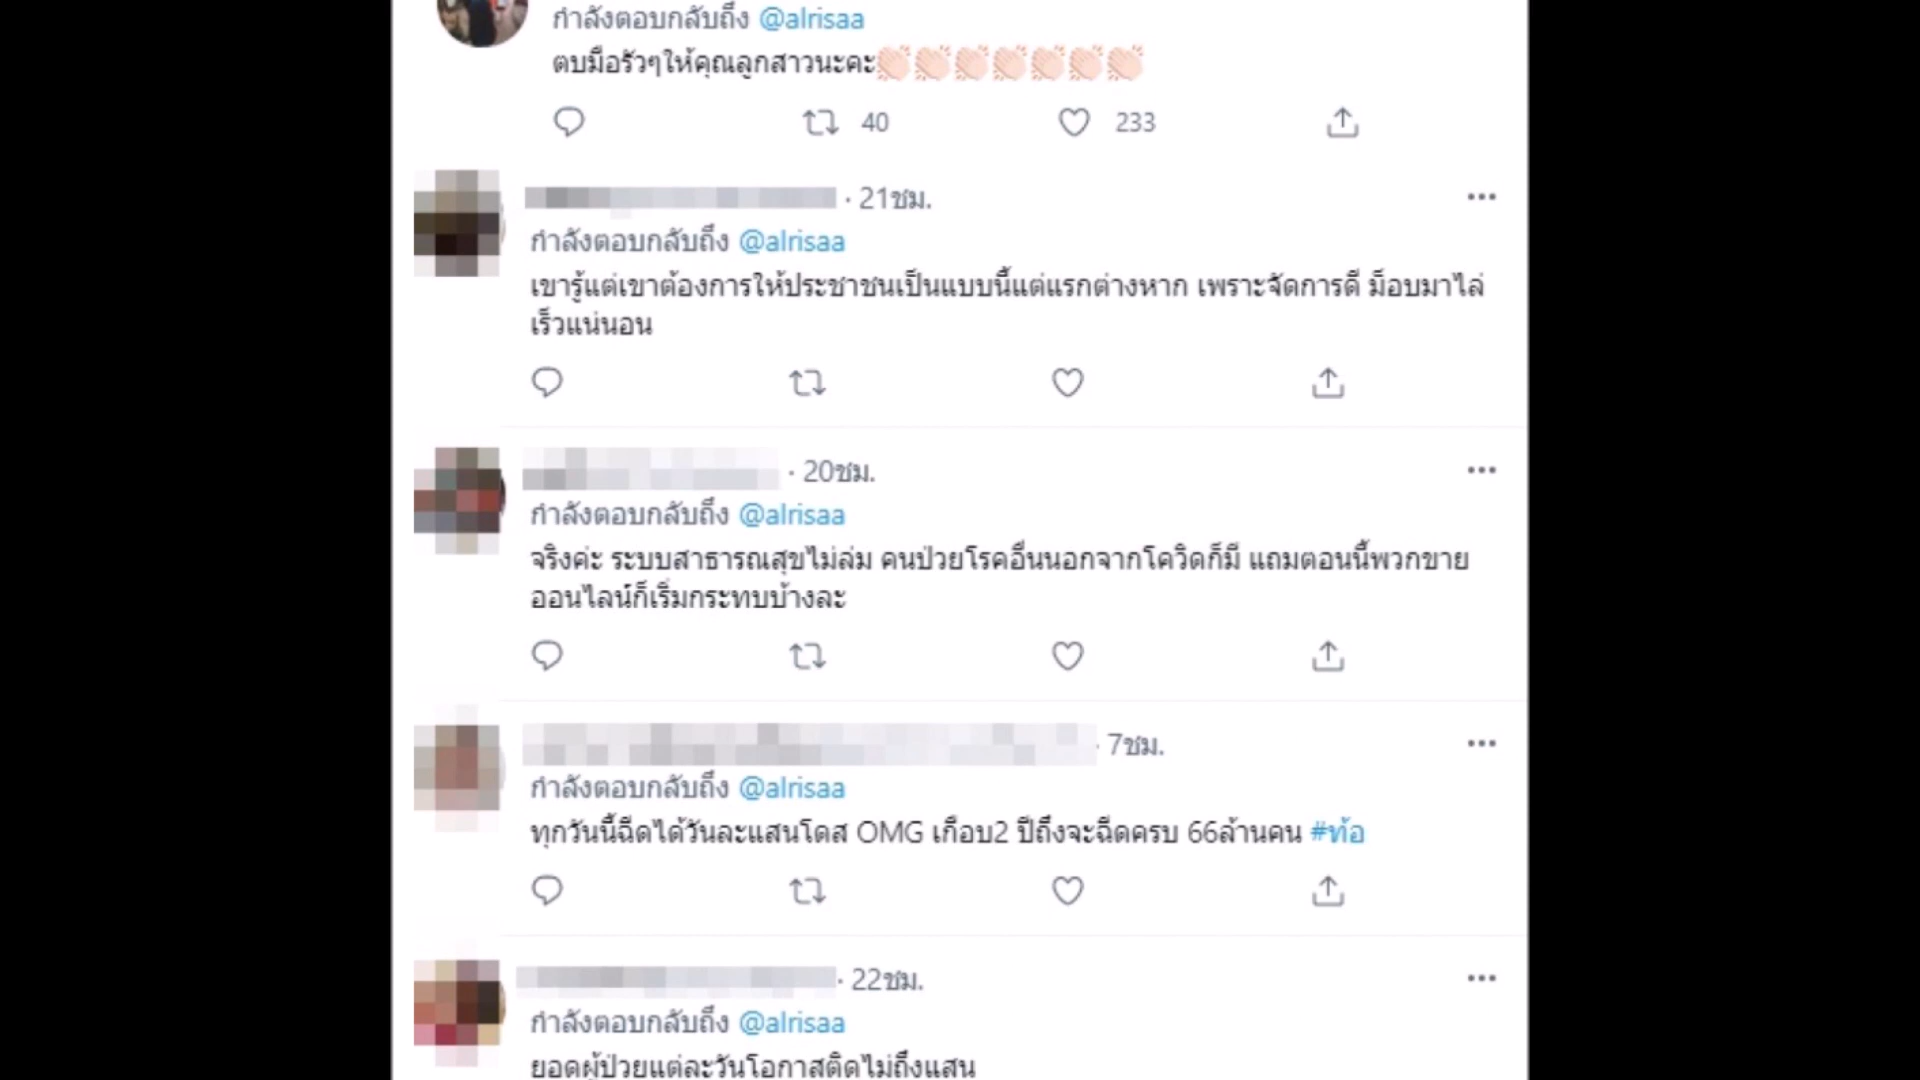 กำลังตอบกลับถึง @alrisaa
ตบมือรัวๆให้คุณลูกสาวนะคะ👏🏻👏🏻👏🏻👏🏻👏🏻👏🏻👏🏻
40 233
· 21ชม.
กำลังตอบกลับถึง @alrisaa
เขารู้แต่เขาต้องการให้ประชาชนเป็นแบบนี้แต่แรกต่างหาก เพราะจัดการดี ม็อบมาไล่
เร็วแน่นอน
· 20ชม.
กำลังตอบกลับถึง @alrisaa
จริงค่ะ ระบบสาธารณสุขไม่ล่ม คนป่วยโรคอื่นนอกจากโควิดก็มี แถมตอนนี้พวกขาย
ออนไลน์ก็เริ่มกระทบบ้างละ
· 7ชม.
กำลังตอบกลับถึง @alrisaa
ทุกวันนี้ฉีดได้วันละแสนโดส OMG เกือบ2 ปีถึงจะฉีดครบ 66ล้านคน #ท้อ
· 22ชม.
กำลังตอบกลับถึง @alrisaa
ยอดผู้ป่วยแต่ละวันโอกาสติดไม่ถึงแสน